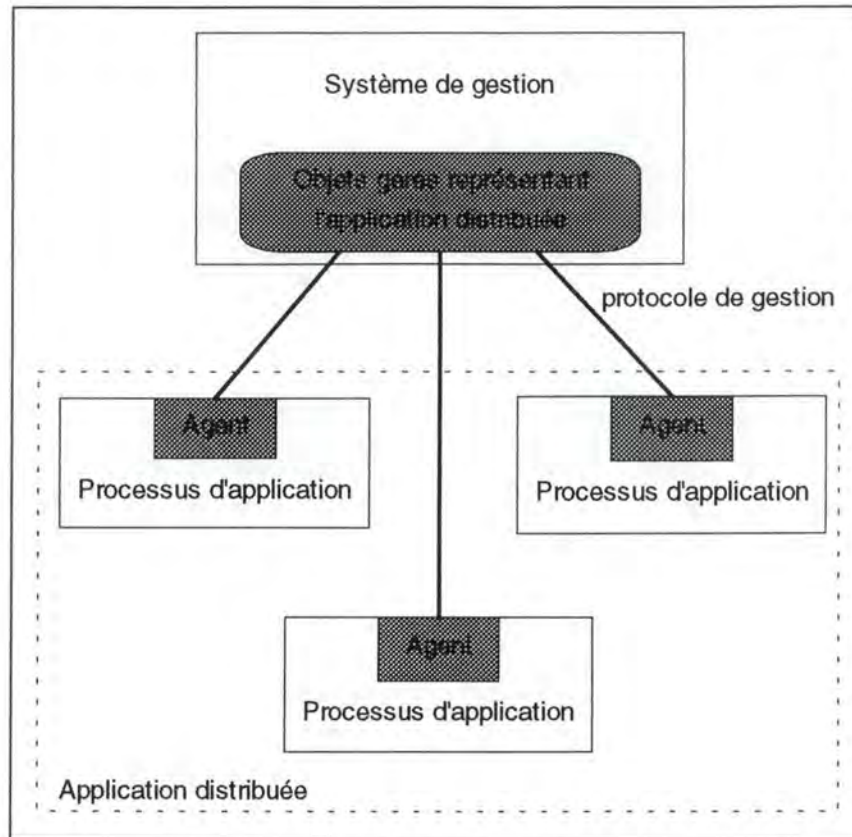 Système de gestion
Objets gérés représentant
l'application distribuée
protocole de gestion
Agent
Agent
Processus d'application
Processus d'application
Agent
Processus d'application
Application distribuée